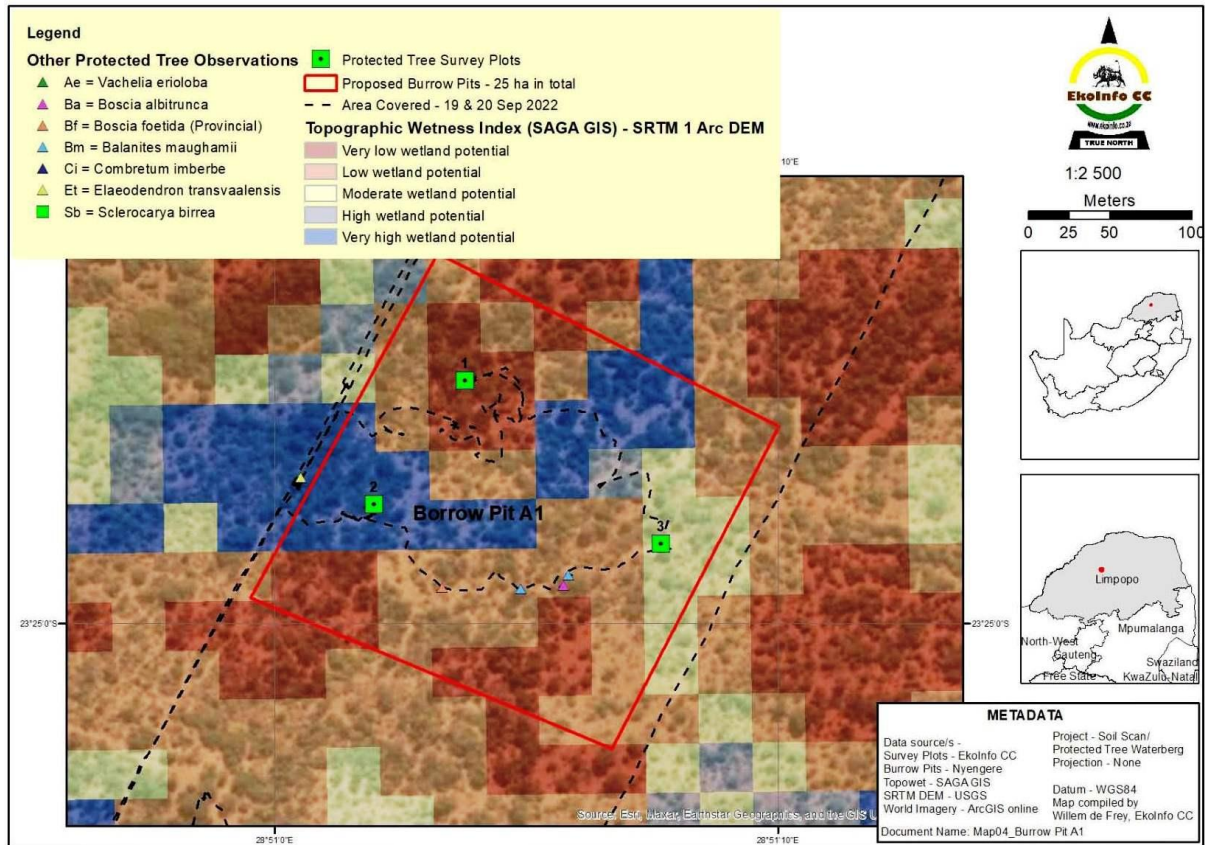 Legend
Other Protected Tree Observations
Ae = Vachelia erioloba
Ba = Boscia albitrunca
Bf = Boscia foetida (Provincial)
Bm = Balanites maughamii
Ci = Combretum imberbe
Et = Elaeodendron transvaalensis
Sb = Sclerocarya birrea
Protected Tree Survey Plots
Proposed Burrow Pits - 25 ha in total
Area Covered - 19 & 20 Sep 2022
Topographic Wetness Index (SAGA GIS) - SRTM 1 Arc DEM
Very low wetland potential
Low wetland potential
Moderate wetland potential
High wetland potential
Very high wetland potential
EkoInfo CC
www.ekoinfo.co.za
TRUE NORTH
1:2 500
Meters
0 25 50 100
10"E
1
2
Borrow Pit A1
3
23°25'0"S
23°25'0"S
28°51'0"E
28°51'10"E
Source: Esri, Maxar, Earthstar Geographics, and the GIS U
Limpopo
Mpumalanga
North-West
Gauteng
Swaziland
Free State
KwaZulu-Natal
METADATA
Data source/s -
Survey Plots - EkoInfo CC
Burrow Pits - Nyengere
Topowet - SAGA GIS
SRTM DEM - USGS
World Imagery - ArcGIS online
Project - Soil Scan/
Protected Tree Waterberg
Projection - None
Datum - WGS84
Map compiled by
Willem de Frey, EkoInfo CC
Document Name: Map04_Burrow Pit A1